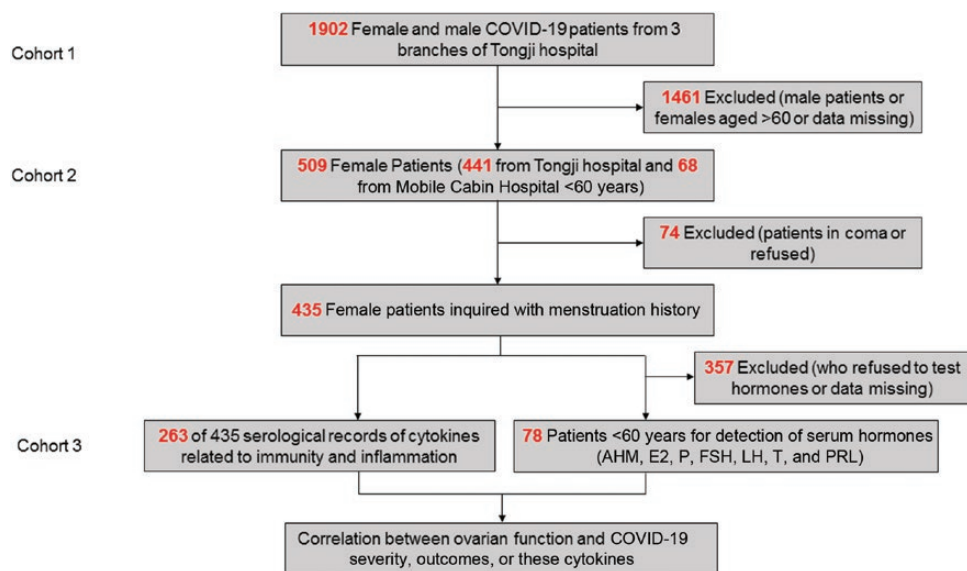 Cohort 1
1902 Female and male COVID-19 patients from 3
branches of Tongji hospital
1461 Excluded (male patients or
females aged >60 or data missing)
Cohort 2
509 Female Patients (441 from Tongji hospital and 68
from Mobile Cabin Hospital <60 years)
74 Excluded (patients in coma or
refused)
435 Female patients inquired with menstruation history
357 Excluded (who refused to test
hormones or data missing)
Cohort 3
263 of 435 serological records of cytokines
related to immunity and inflammation
78 Patients <60 years for detection of serum hormones
(AHM, E2, P, FSH, LH, T, and PRL)
Correlation between ovarian function and COVID-19
severity, outcomes, or these cytokines